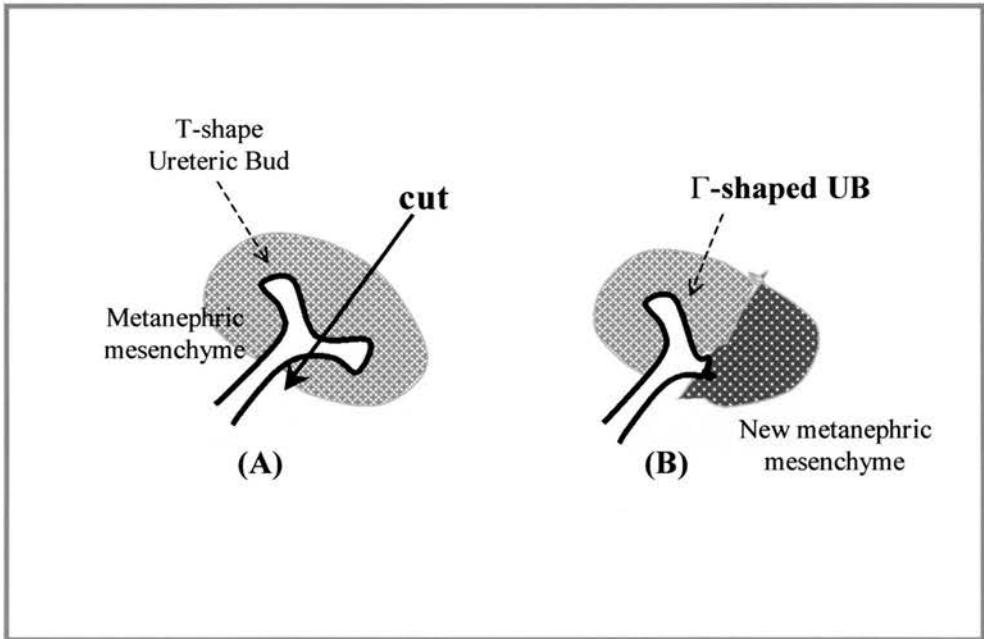 T-shape
Ureteric Bud
cut
Metanephric
mesenchyme
(A)
Γ-shaped UB
New metanephric
mesenchyme
(B)